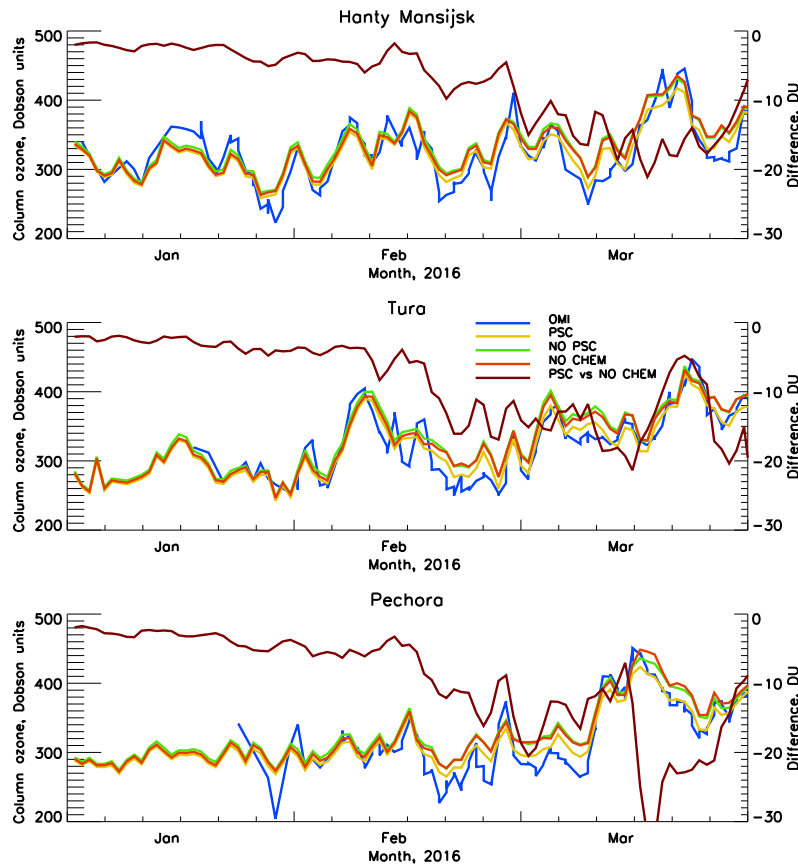 Hanty Mansijsk
500
400
300
200
Column ozone, Dobson units
0
-10
-20
-30
Difference, DU
Jan Feb Mar
Month, 2016
Tura
500
400
300
200
Column ozone, Dobson units
OMI
PSC
NO PSC
NO CHEM
PSC vs NO CHEM
0
-10
-20
-30
Difference, DU
Jan Feb Mar
Month, 2016
Pechora
500
400
300
200
Column ozone, Dobson units
0
-10
-20
-30
Difference, DU
Jan Feb Mar
Month, 2016